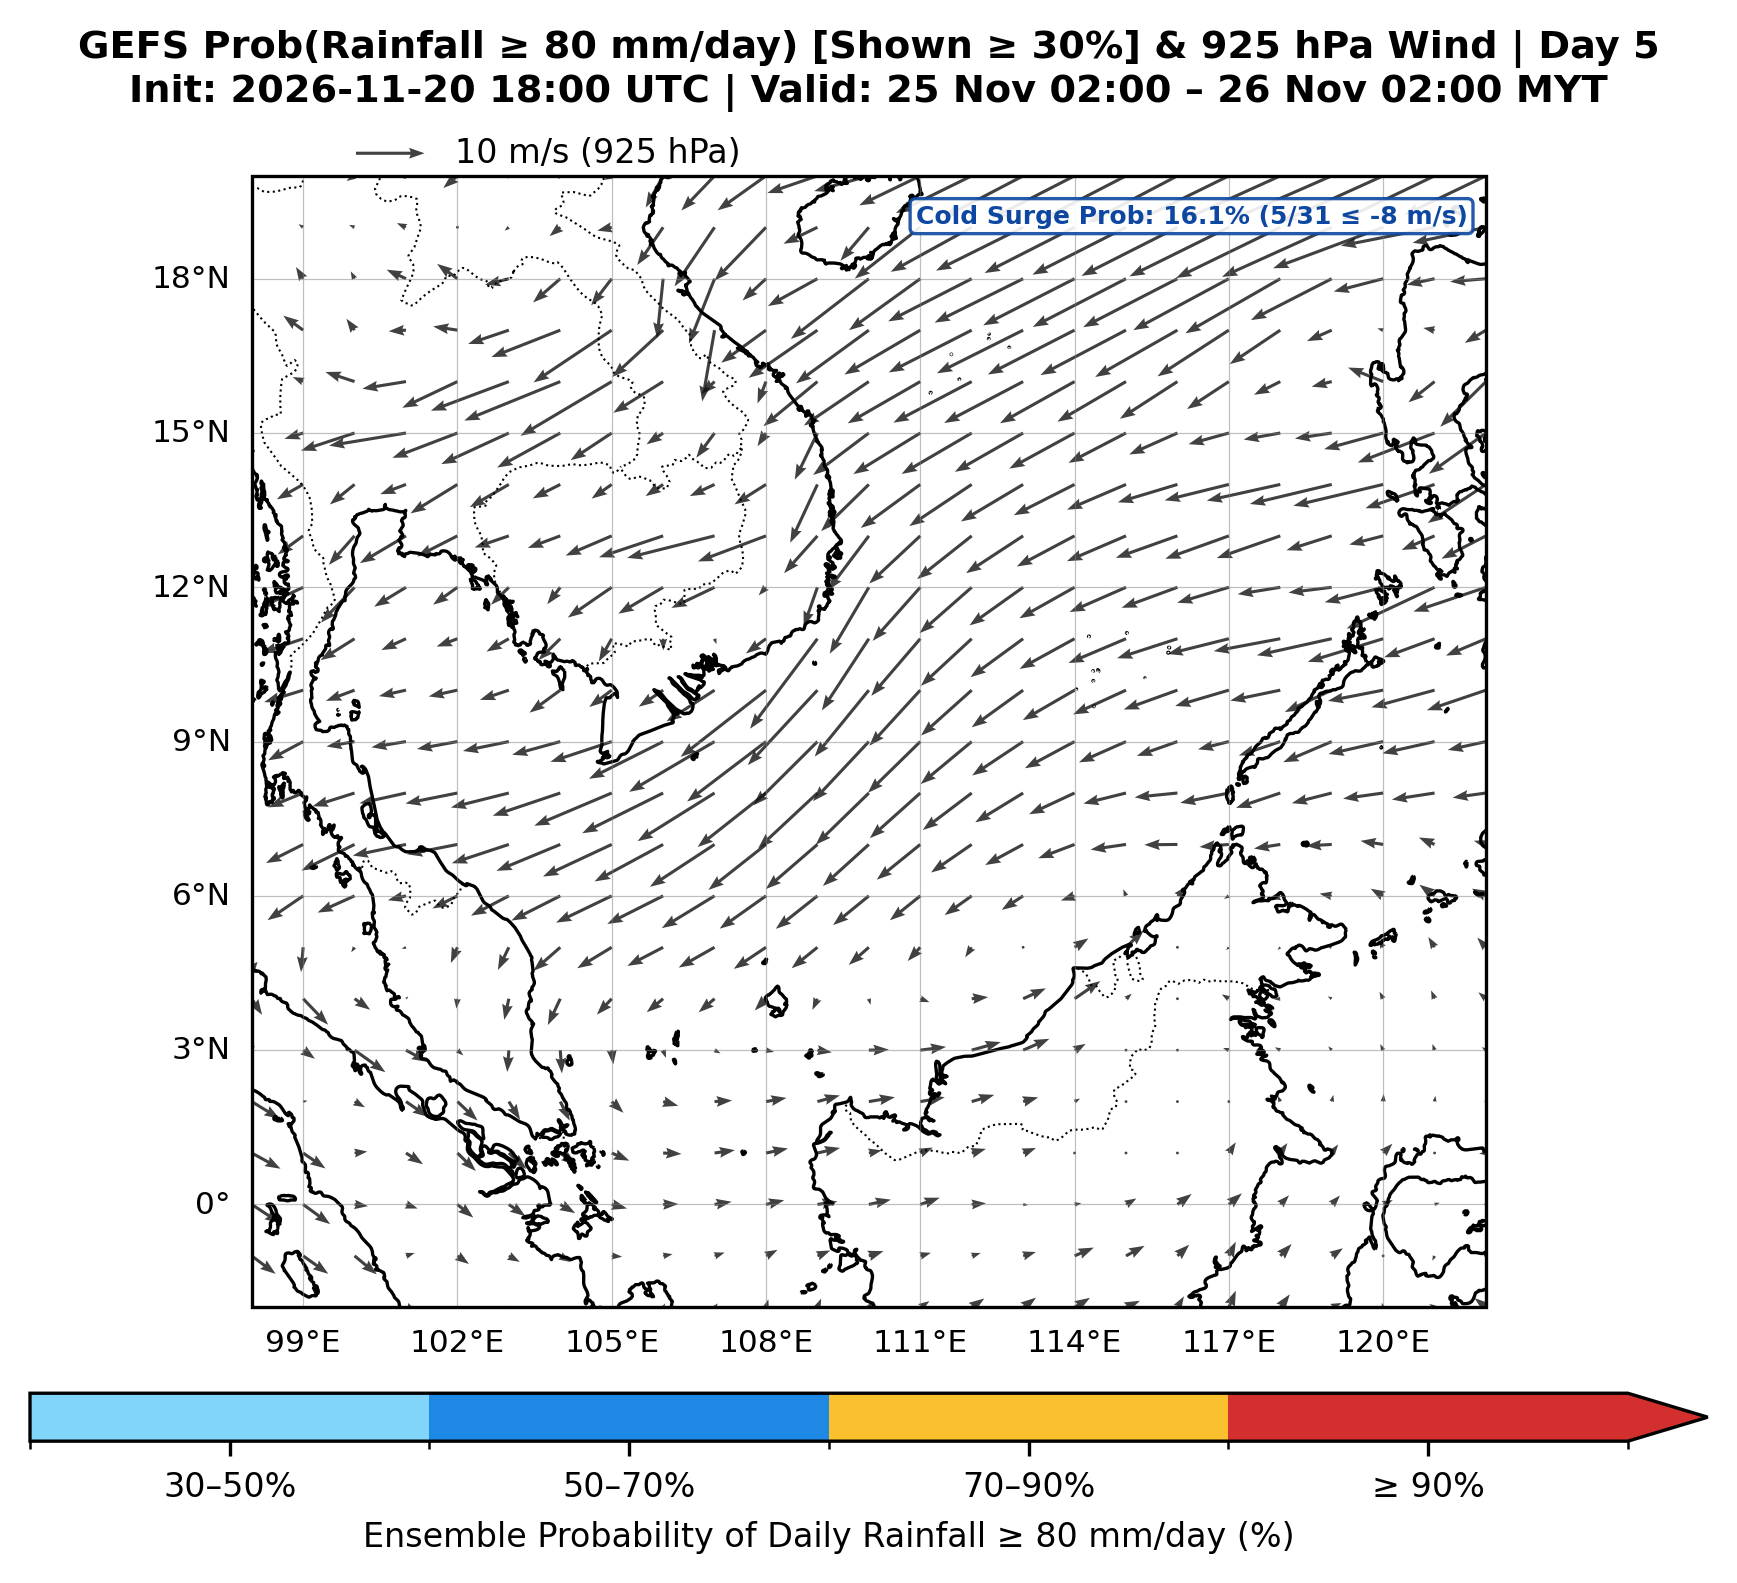 GEFS Prob(Rainfall ≥ 80 mm/day) [Shown ≥ 30%] & 925 hPa Wind | Day 5
Init: 2026-11-20 18:00 UTC | Valid: 25 Nov 02:00 – 26 Nov 02:00 MYT
10 m/s (925 hPa)
Cold Surge Prob: 16.1% (5/31 ≤ -8 m/s)
18°N
15°N
12°N
9°N
6°N
3°N
0°
99°E 102°E 105°E 108°E 111°E 114°E 117°E 120°E
30–50% 50–70% 70–90% ≥ 90%
Ensemble Probability of Daily Rainfall ≥ 80 mm/day (%)